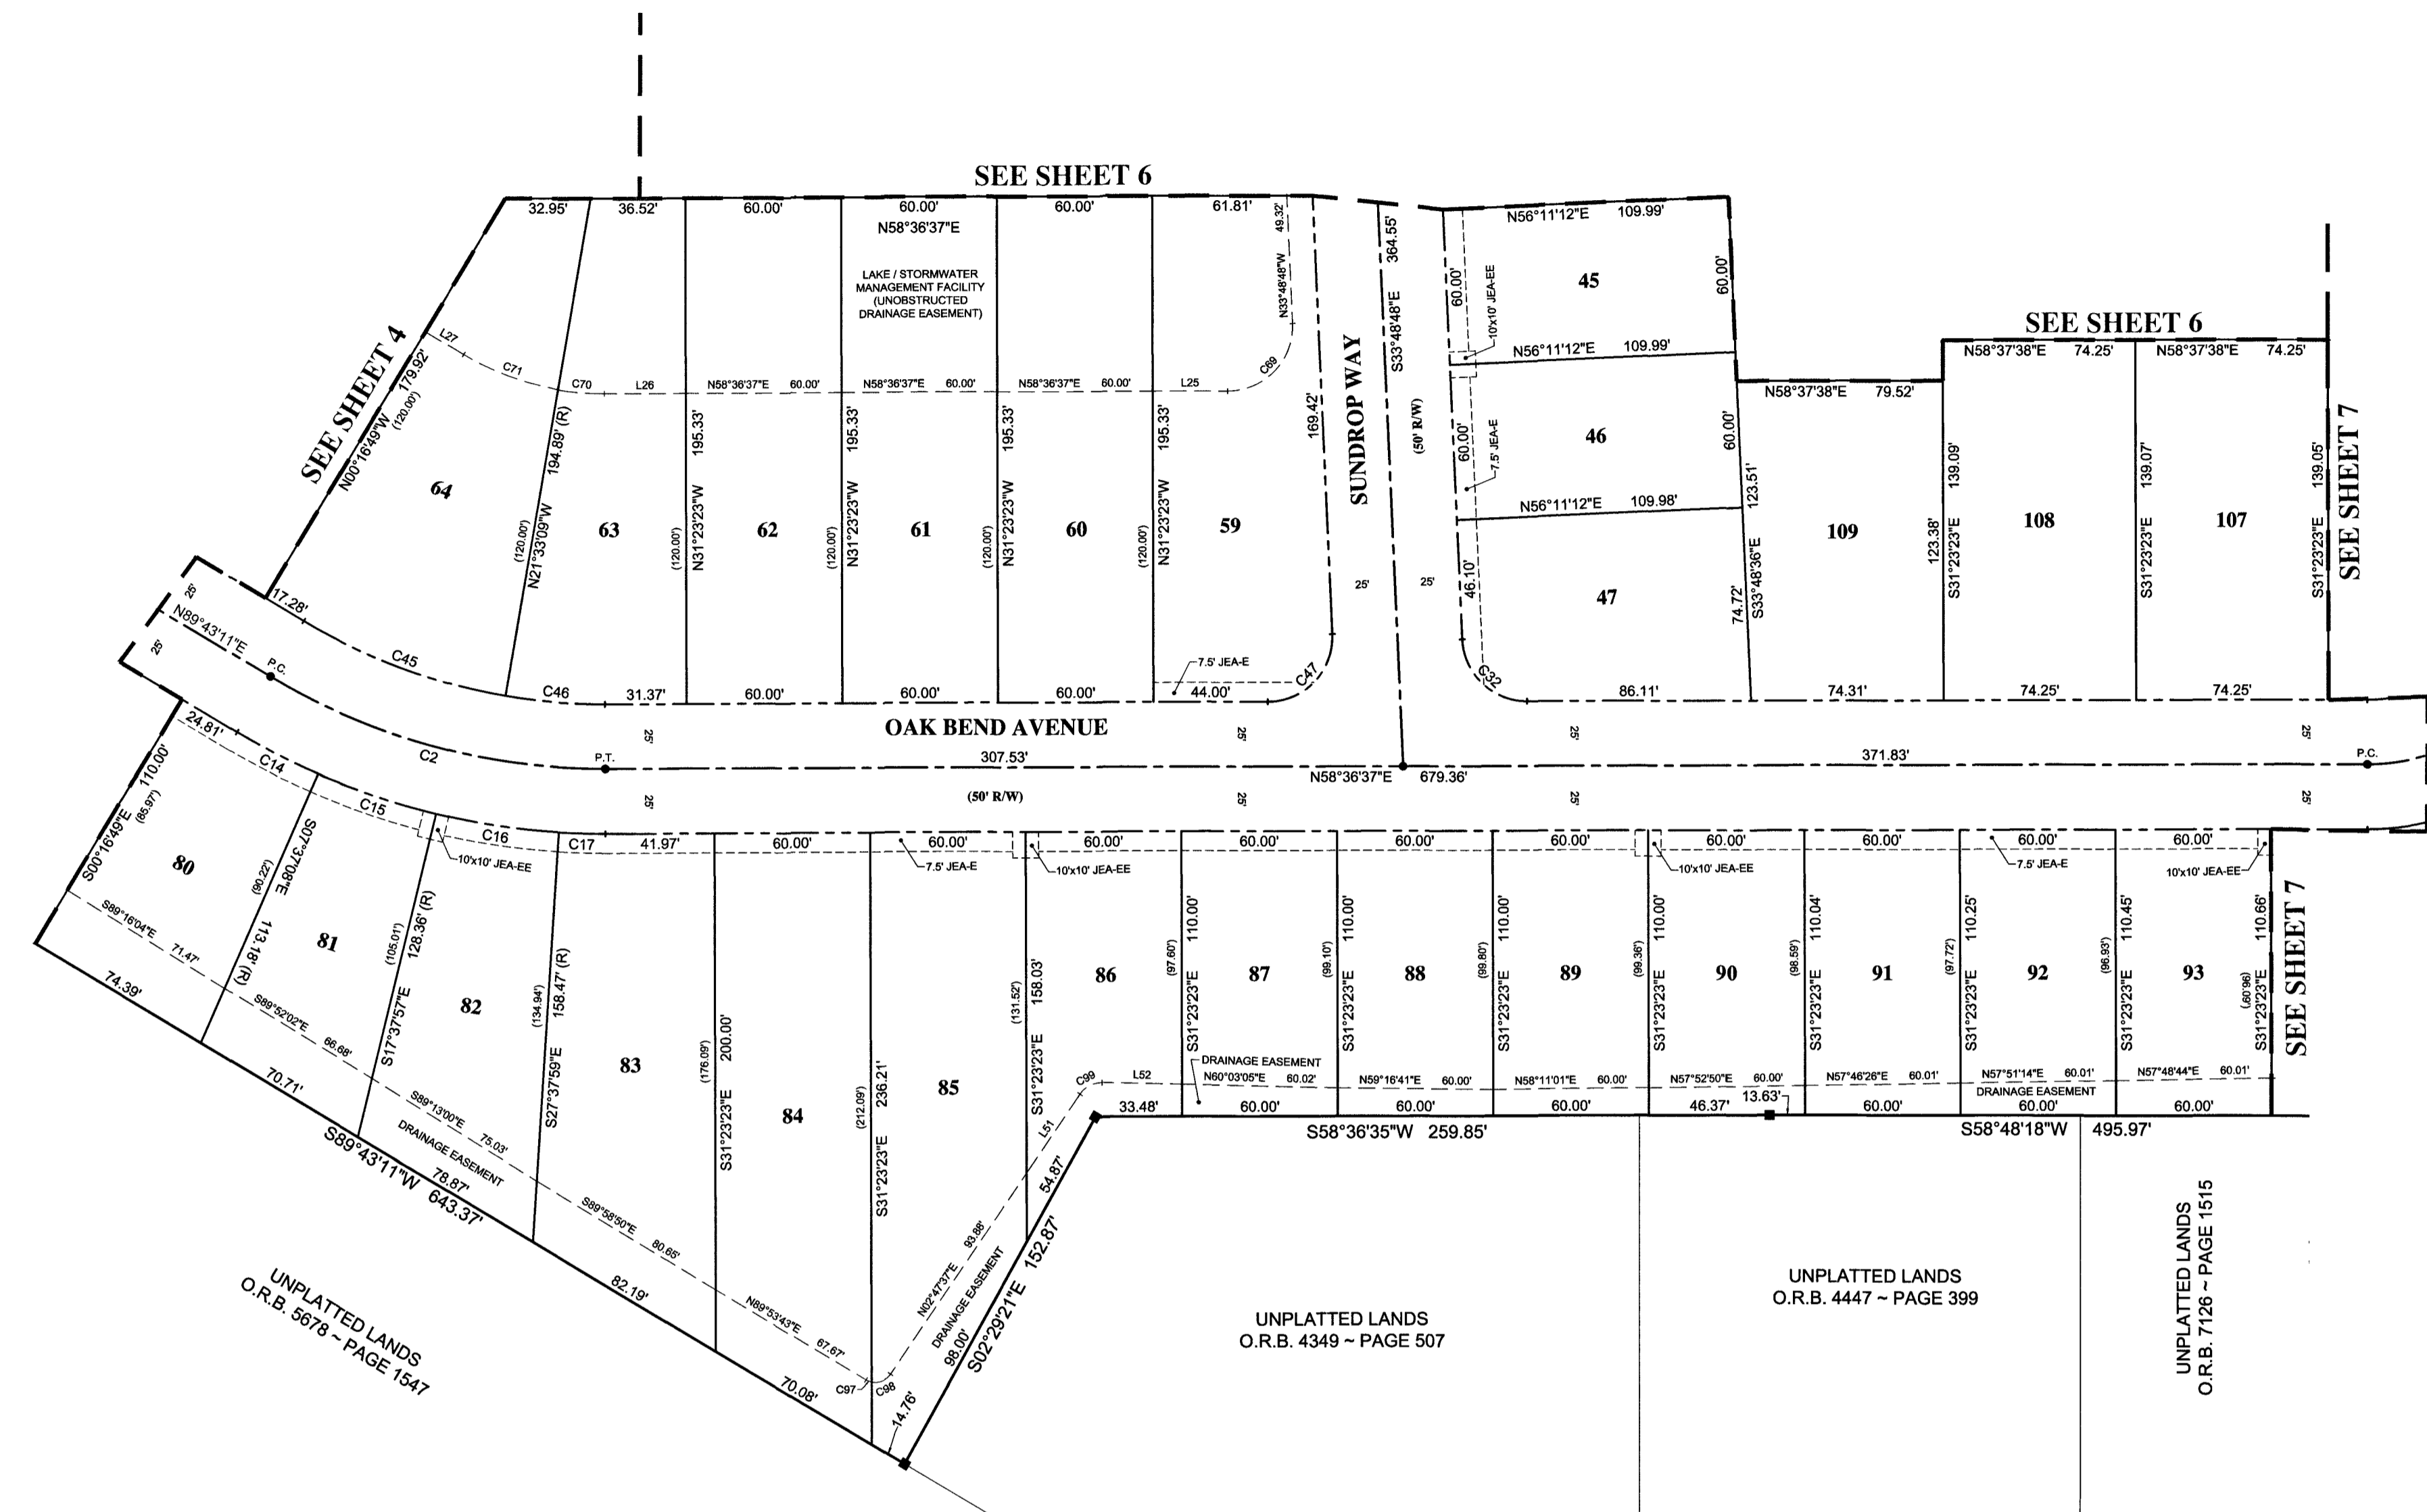 SEE SHEET 6
32.95'
36.52'
60.00'
60.00'
60.00'
61.81'
N58°36'37"E
LAKE / STORMWATER
MANAGEMENT FACILITY
(UNOBSTRUCTED
DRAINAGE EASEMENT)
49.32'
N33°48'48"W
C69
SEE SHEET 4
N00°16'49"W 179.92'
(120.00')
L27
C71
C70
L26
N58°36'37"E 60.00'
N58°36'37"E 60.00'
N58°36'37"E 60.00'
L25
64
(120.00')
N21°33'09"W 194.89' (R)
63
(120.00')
N31°23'23"W 195.33'
62
(120.00')
N31°23'23"W 195.33'
61
(120.00')
N31°23'23"W 195.33'
60
(120.00')
N31°23'23"W 195.33'
59
169.42'
7.5' JEA-E
C47
17.28'
C45
C46
31.37'
60.00'
60.00'
60.00'
44.00'
SUNDROP WAY
S33°48'48"E 364.55'
(50' R/W)
25'
25'
N56°11'12"E 109.99'
45
60.00'
60.00'
10'x10' JEA-EE
N56°11'12"E 109.99'
46
60.00'
60.00'
7.5' JEA-E
N56°11'12"E 109.98'
47
46.10'
74.72'
S33°48'36"E 123.51'
C32
86.11'
SEE SHEET 6
N58°37'38"E 79.52'
N58°37'38"E 74.25'
N58°37'38"E 74.25'
109
123.38'
S31°23'23"E 139.09'
108
S31°23'23"E 139.07'
107
S31°23'23"E 139.05'
SEE SHEET 7
74.31'
74.25'
74.25'
25'
25'
N89°43'11"E
P.C.
C2
P.T.
OAK BEND AVENUE
25'
25'
25'
25'
307.53'
N58°36'37"E 679.36'
371.83'
P.C.
(50' R/W)
25'
25'
25'
25'
24.81'
C14
C15
C16
C17
41.97'
60.00'
60.00'
60.00'
60.00'
60.00'
60.00'
60.00'
60.00'
60.00'
60.00'
10'x10' JEA-EE
7.5' JEA-E
10'x10' JEA-EE
10'x10' JEA-EE
7.5' JEA-E
10'x10' JEA-EE
S00°16'49"E 110.00'
(85.97')
80
(90.22')
S07°37'08"E 113.18' (R)
81
(105.01')
S17°37'57"E 128.36' (R)
82
(134.94')
S27°37'59"E 158.47' (R)
83
(176.09')
S31°23'23"E 200.00'
84
(212.09')
S31°23'23"E 236.21'
85
(131.52')
S31°23'23"E 158.03'
86
(97.60')
S31°23'23"E 110.00'
87
(99.10')
S31°23'23"E 110.00'
88
(99.80')
S31°23'23"E 110.00'
89
(99.36')
S31°23'23"E 110.00'
90
(98.59')
S31°23'23"E 110.04'
91
(97.72')
S31°23'23"E 110.25'
92
(96.93')
S31°23'23"E 110.45'
93
(96.09')
S31°23'23"E 110.66'
SEE SHEET 7
S89°16'04"E 71.47'
S89°52'02"E 66.68'
S89°13'00"E 75.03'
DRAINAGE EASEMENT
S89°58'50"E 80.65'
N89°53'43"E 67.67'
C97
C98
N02°47'37"E 93.88'
DRAINAGE EASEMENT
L51
C99
L52
DRAINAGE EASEMENT
N60°03'05"E 60.02'
N59°16'41"E 60.00'
N58°11'01"E 60.00'
N57°52'50"E 60.00'
N57°46'26"E 60.01'
N57°51'14"E 60.01'
N57°48'44"E 60.01'
DRAINAGE EASEMENT
74.39'
70.71'
78.87'
82.19'
70.08'
14.76'
98.00'
54.87'
33.48'
60.00'
60.00'
60.00'
46.37'
13.63'
60.00'
60.00'
60.00'
S89°43'11"W 643.37'
S02°29'21"E 152.87'
S58°36'35"W 259.85'
S58°48'18"W 495.97'
UNPLATTED LANDS
O.R.B. 5678 ~ PAGE 1547
UNPLATTED LANDS
O.R.B. 4349 ~ PAGE 507
UNPLATTED LANDS
O.R.B. 4447 ~ PAGE 399
UNPLATTED LANDS
O.R.B. 7126 ~ PAGE 1515